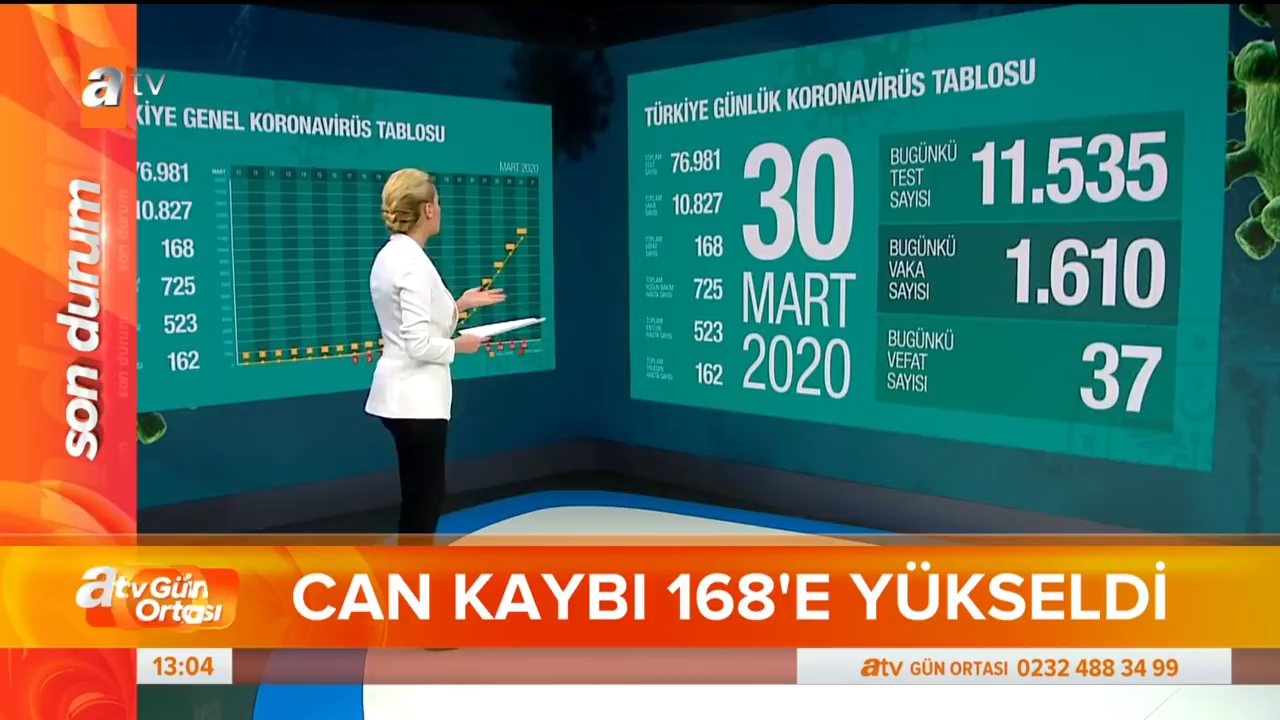 atv
son durum
son durum
son durum
KİYE GENEL KORONAVİRÜS TABLOSU
76.981
10.827
168
725
523
162
MART 2020
TÜRKİYE GÜNLÜK KORONAVİRÜS TABLOSU
TOPLAM TEST SAYISI
76.981
TOPLAM VAKA SAYISI
10.827
TOPLAM VEFAT SAYISI
168
TOPLAM YOĞUN BAKIM HASTA SAYISI
725
TOPLAM ENTÜBE HASTA SAYISI
523
TOPLAM İYİLEŞEN HASTA SAYISI
162
30
MART
2020
BUGÜNKÜ
TEST
SAYISI
11.535
BUGÜNKÜ
VAKA
SAYISI
1.610
BUGÜNKÜ
VEFAT
SAYISI
37
atv Gün
Ortası
CAN KAYBI 168'E YÜKSELDİ
13:04
atv GÜN ORTASI 0232 488 34 99